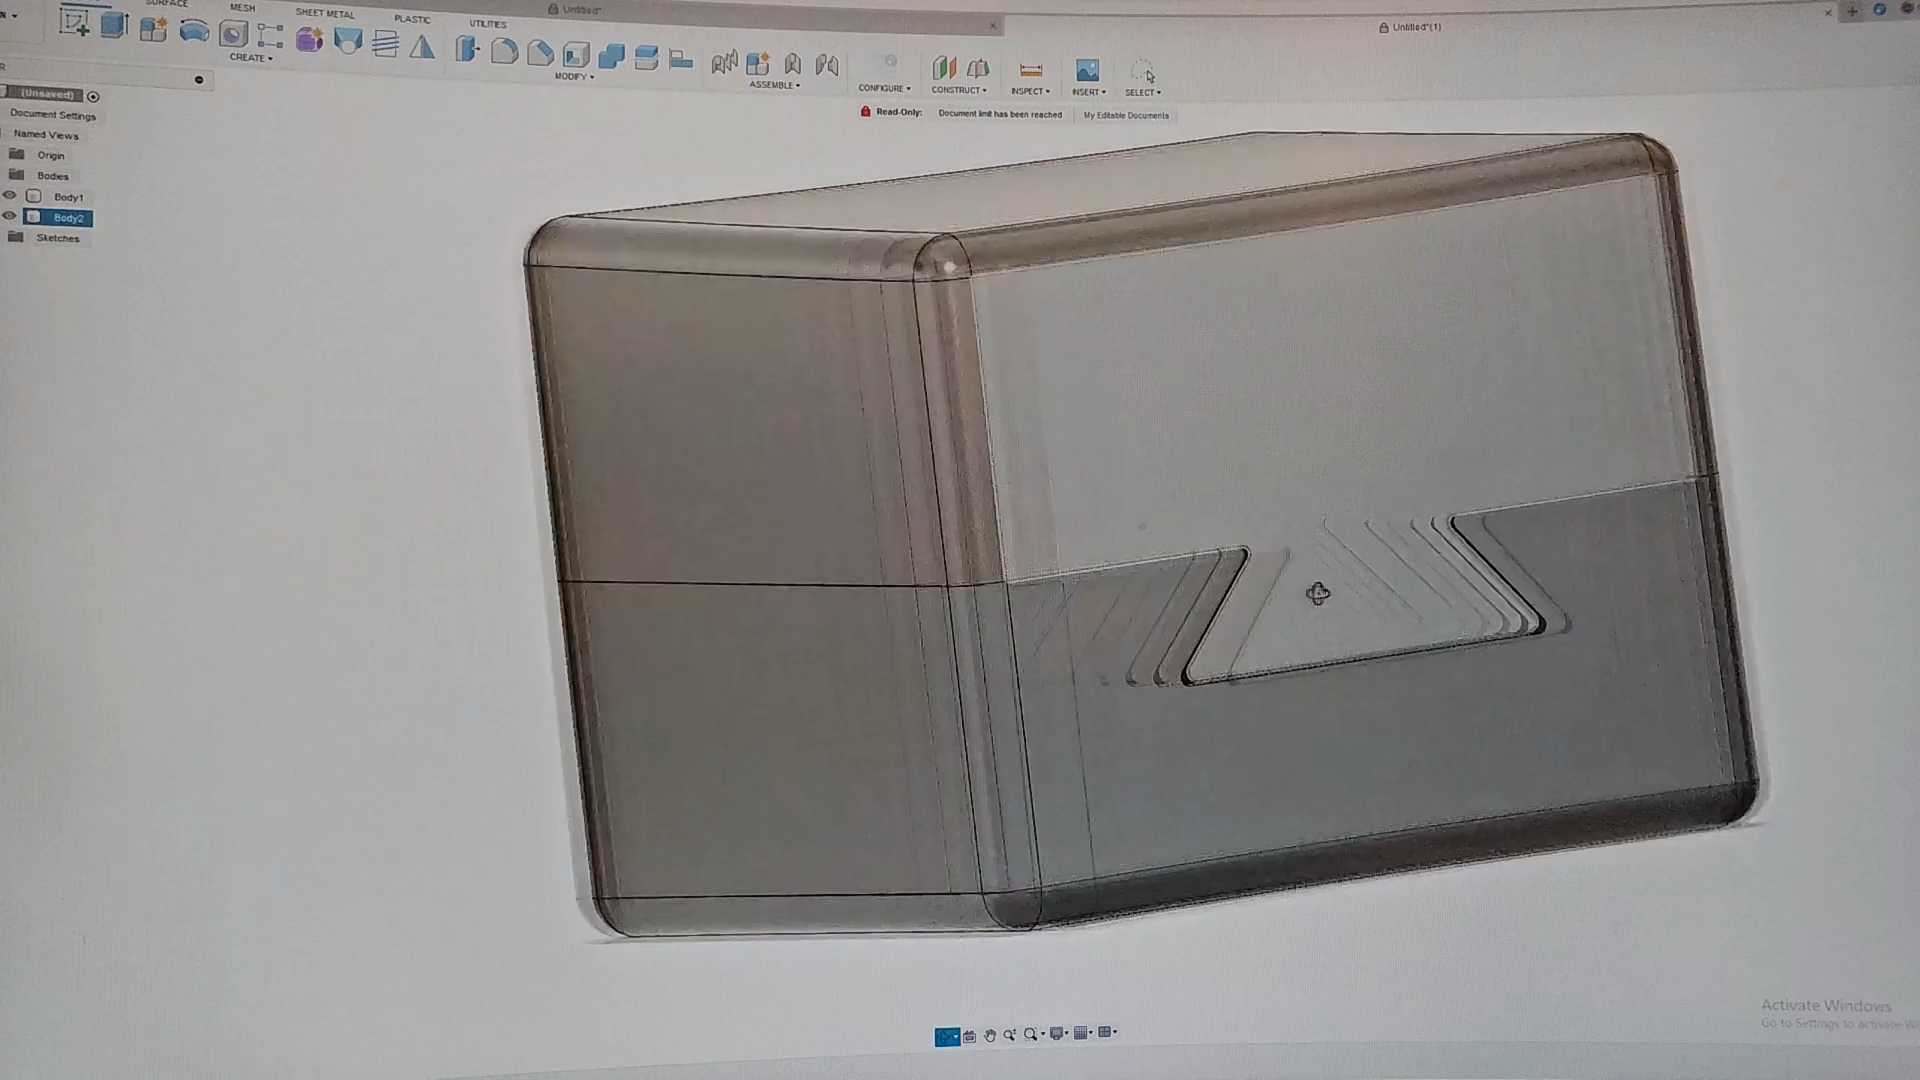 Untitled*
Untitled*(1)
MESH
SHEET METAL
PLASTIC
UTILITIES
CREATE
MODIFY
ASSEMBLE
CONFIGURE
CONSTRUCT
INSPECT
INSERT
SELECT
Read-Only: Document limit has been reached My Editable Documents
(Unsaved)
Document Settings
Named Views
Origin
Bodies
Body1
Body2
Sketches
Activate Windows
Go to Settings to activate